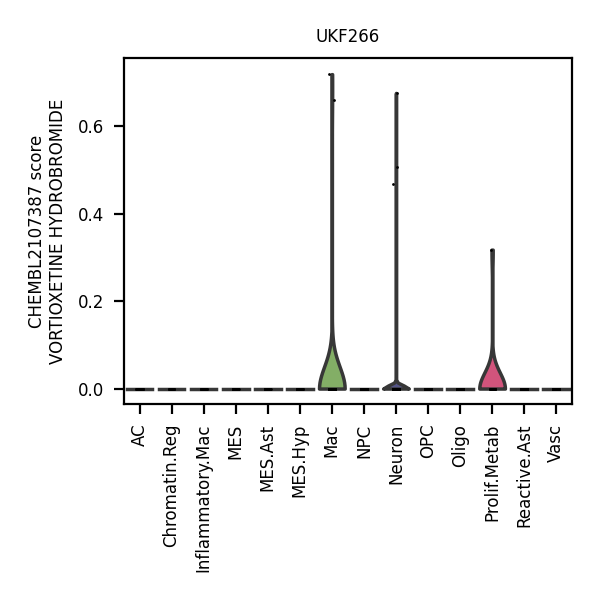 UKF266
CHEMBL2107387 score
VORTIOXETINE HYDROBROMIDE
0.6
0.4
0.2
0.0
AC
Chromatin.Reg
Inflammatory.Mac
MES
MES.Ast
MES.Hyp
Mac
NPC
Neuron
OPC
Oligo
Prolif.Metab
Reactive.Ast
Vasc